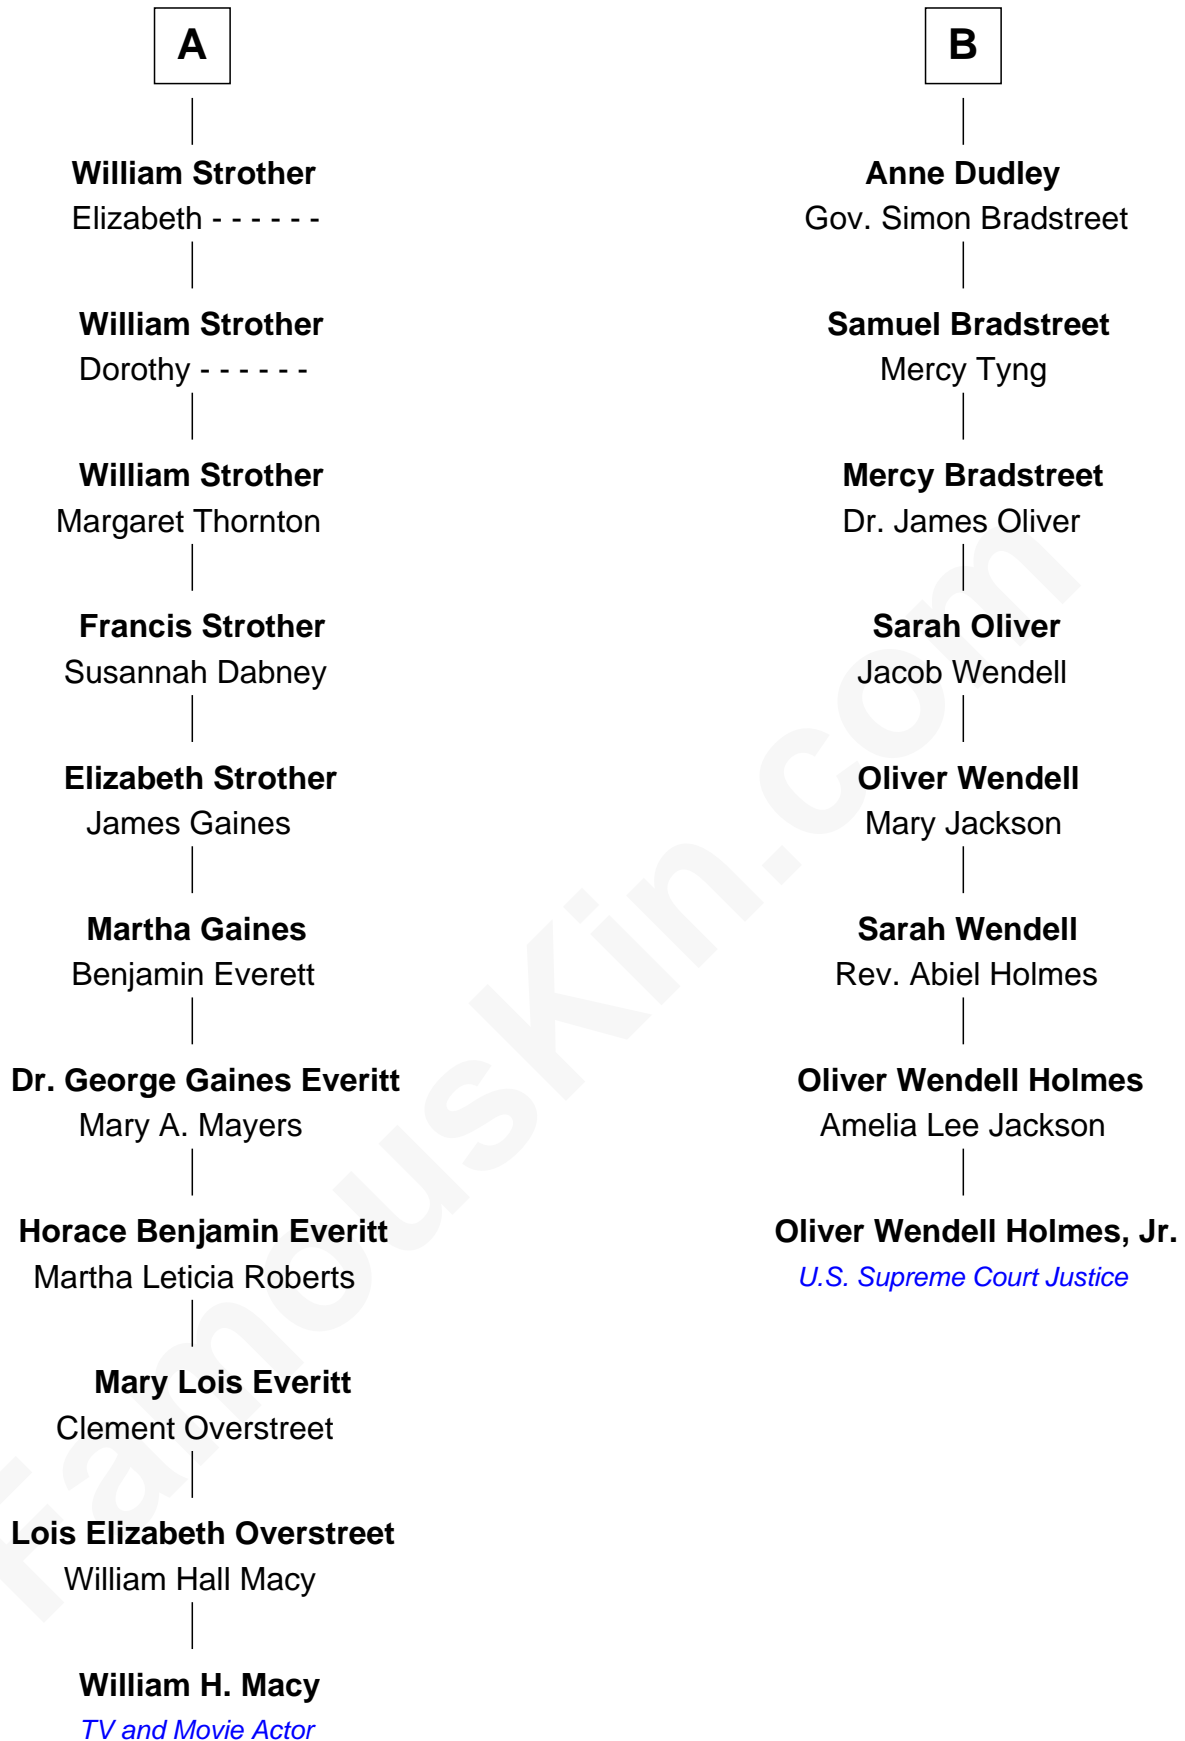 A
William Strother
Elizabeth - - - - - -
William Strother
Dorothy - - - - - -
William Strother
Margaret Thornton
Francis Strother
Susannah Dabney
Elizabeth Strother
James Gaines
Martha Gaines
Benjamin Everett
Dr. George Gaines Everitt
Mary A. Mayers
Horace Benjamin Everitt
Martha Leticia Roberts
Mary Lois Everitt
Clement Overstreet
Lois Elizabeth Overstreet
William Hall Macy
William H. Macy
TV and Movie Actor
B
Anne Dudley
Gov. Simon Bradstreet
Samuel Bradstreet
Mercy Tyng
Mercy Bradstreet
Dr. James Oliver
Sarah Oliver
Jacob Wendell
Oliver Wendell
Mary Jackson
Sarah Wendell
Rev. Abiel Holmes
Oliver Wendell Holmes
Amelia Lee Jackson
Oliver Wendell Holmes, Jr.
U.S. Supreme Court Justice
FamousKin.com